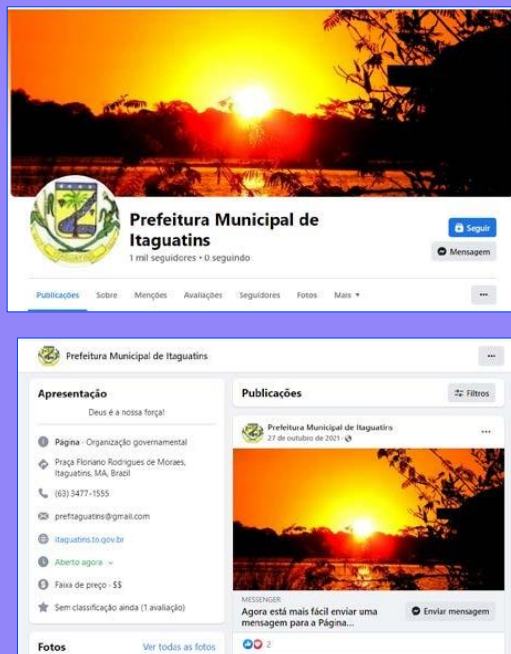 Prefeitura Municipal de
Itaguatins
1 mil seguidores • 0 seguindo
Seguir
Mensagem
Publicações Sobre Menções Avaliações Seguidores Fotos Mais
Prefeitura Municipal de Itaguatins
Apresentação
Deus é a nossa força!
Página · Organização governamental
Praça Floriano Rodrigues de Moraes,
Itaguatins, MA, Brazil
(63) 3477-1555
prefitaguatins@gmail.com
itaguatins.to.gov.br
Aberto agora
Faixa de preço · $$
Sem classificação ainda (1 avaliação)
Fotos
Ver todas as fotos
Publicações
Filtros
Prefeitura Municipal de Itaguatins
27 de outubro de 2021 ·
MESSENGER
Agora está mais fácil enviar uma
mensagem para a Página...
Enviar mensagem
2